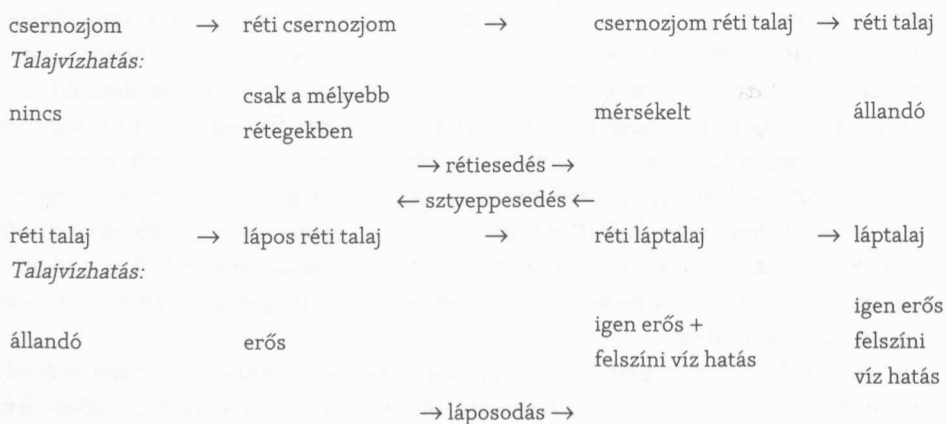 csernozjom → réti csernozjom → csernozjom réti talaj → réti talaj
Talajvízhatás:
nincs csak a mélyebb rétegekben mérsékelt állandó
→ rétiesedés →
← sztyeppesedés ←
réti talaj → lápos réti talaj → réti láptalaj → láptalaj
Talajvízhatás:
állandó erős igen erős + felszíni víz hatás igen erős felszíni víz hatás
→ láposodás →